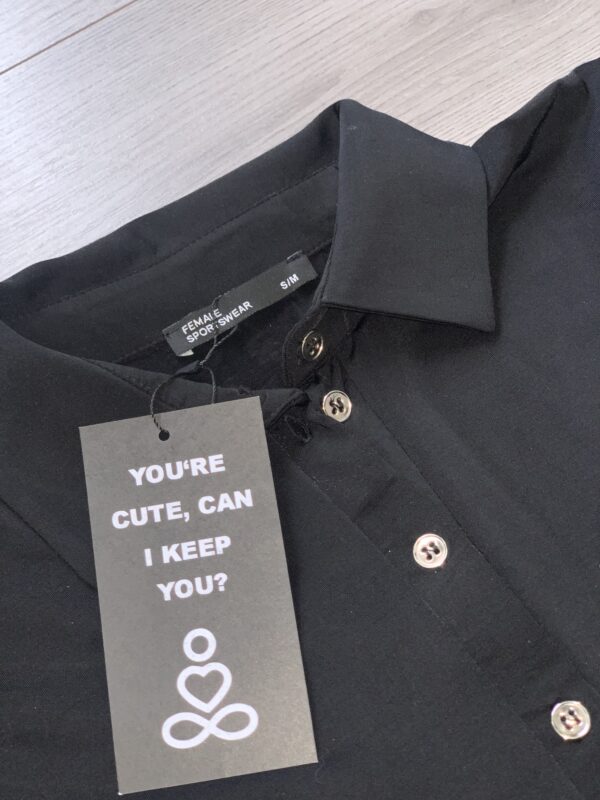 FEMALE
SPORTSWEAR
S/M
YOU'RE
CUTE, CAN
I KEEP
YOU?